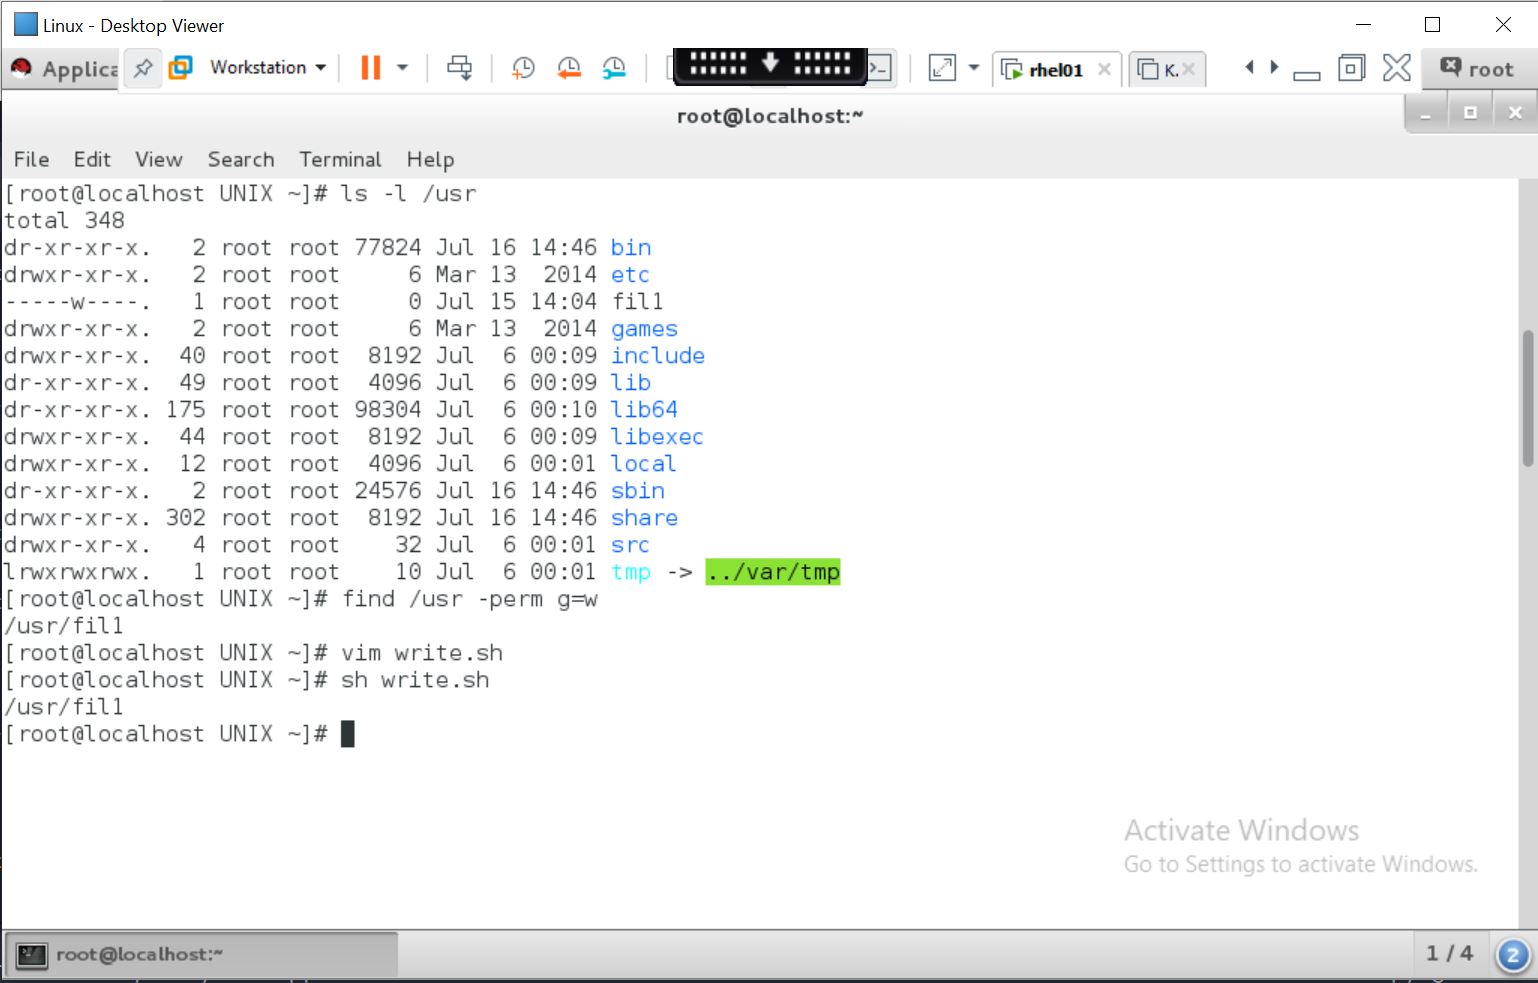 Linux - Desktop Viewer
Applica Workstation rhel01 K. root
root@localhost:~
File Edit View Search Terminal Help
[root@localhost UNIX ~]# ls -l /usr
total 348
dr-xr-xr-x.   2 root root 77824 Jul 16 14:46 bin
drwxr-xr-x.   2 root root     6 Mar 13  2014 etc
-----w----.   1 root root     0 Jul 15 14:04 fil1
drwxr-xr-x.   2 root root     6 Mar 13  2014 games
drwxr-xr-x.  40 root root  8192 Jul  6 00:09 include
dr-xr-xr-x.  49 root root  4096 Jul  6 00:09 lib
dr-xr-xr-x. 175 root root 98304 Jul  6 00:10 lib64
drwxr-xr-x.  44 root root  8192 Jul  6 00:09 libexec
drwxr-xr-x.  12 root root  4096 Jul  6 00:01 local
dr-xr-xr-x.   2 root root 24576 Jul 16 14:46 sbin
drwxr-xr-x. 302 root root  8192 Jul 16 14:46 share
drwxr-xr-x.   4 root root    32 Jul  6 00:01 src
lrwxrwxrwx.   1 root root    10 Jul  6 00:01 tmp -> ../var/tmp
[root@localhost UNIX ~]# find /usr -perm g=w
/usr/fil1
[root@localhost UNIX ~]# vim write.sh
[root@localhost UNIX ~]# sh write.sh
/usr/fil1
[root@localhost UNIX ~]#
Activate Windows
Go to Settings to activate Windows.
root@localhost:~ 1 / 4 2